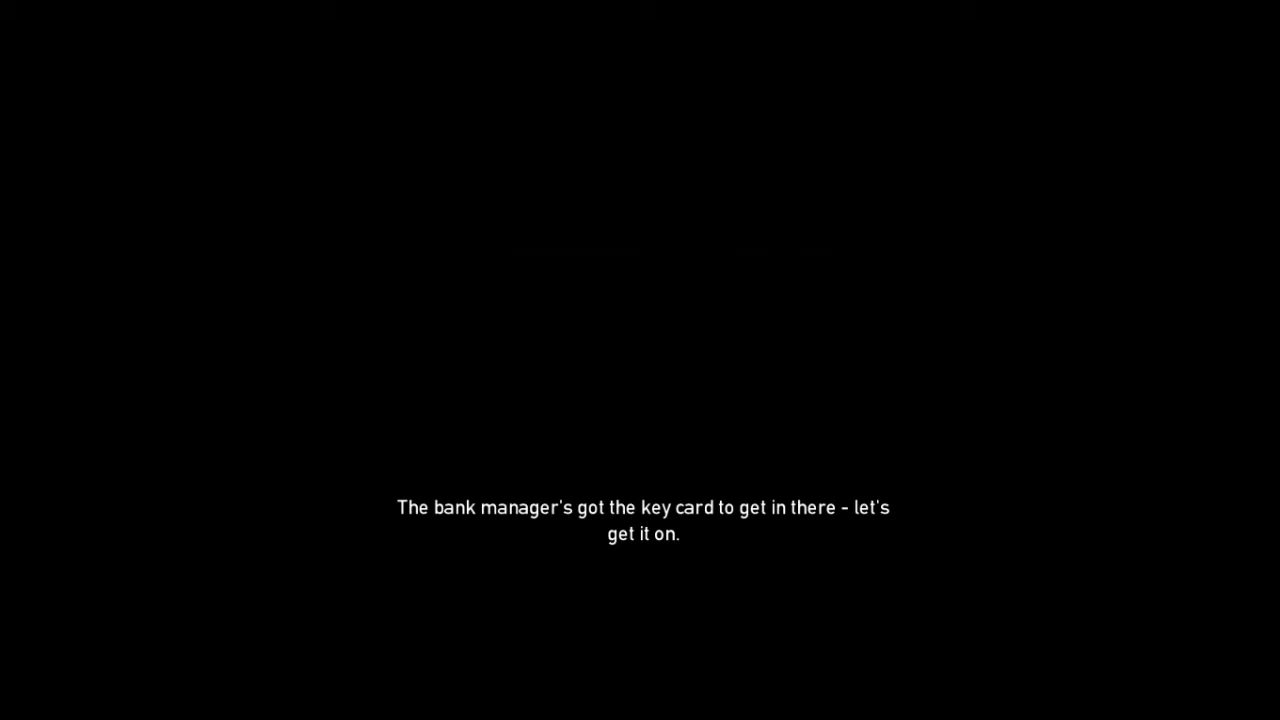 The bank manager's got the key card to get in there - let's
get it on.